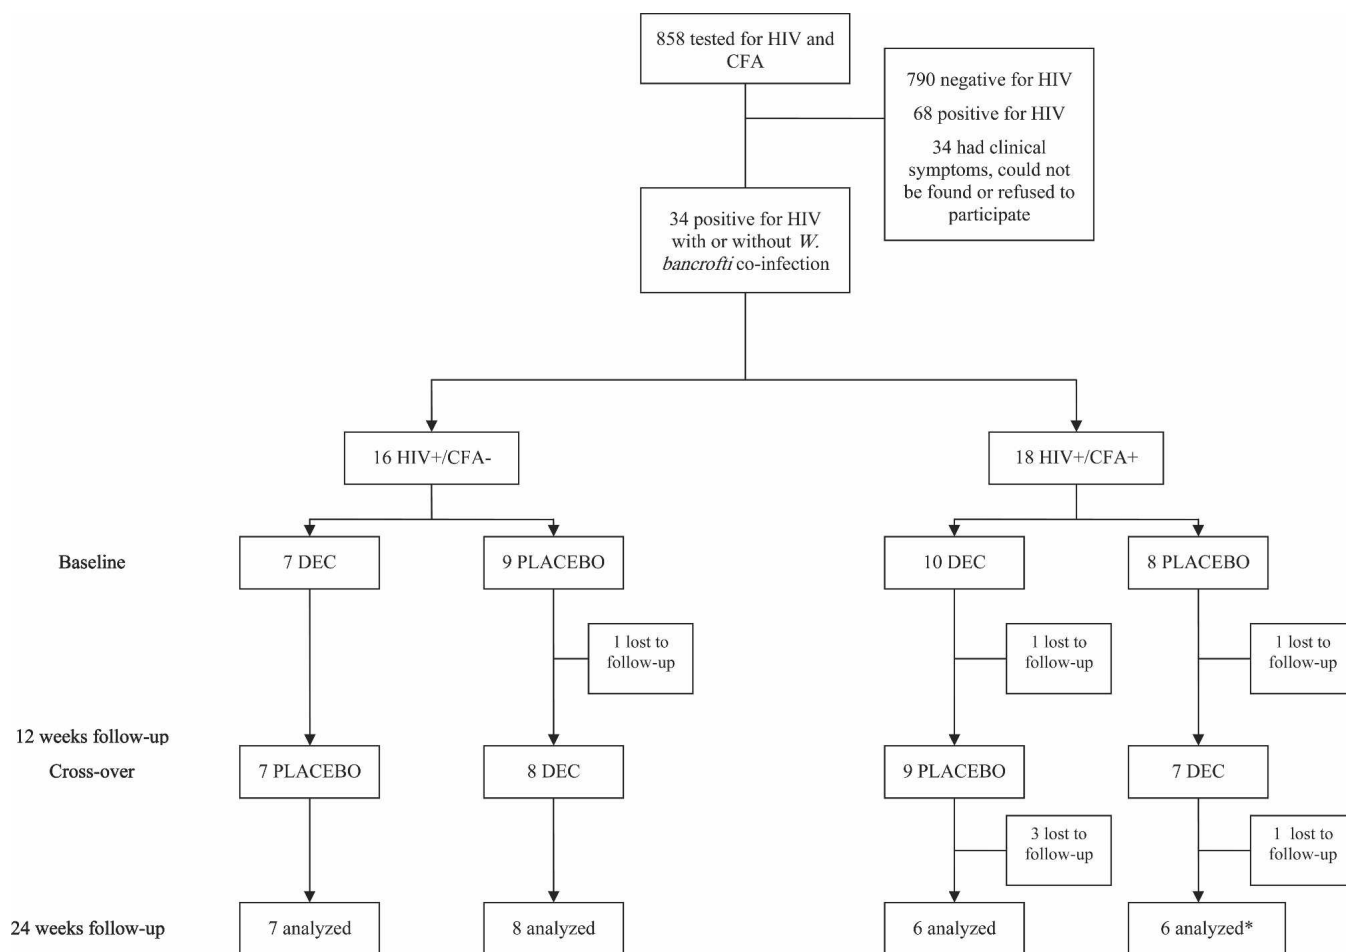 858 tested for HIV and
CFA
790 negative for HIV
68 positive for HIV
34 had clinical
symptoms, could not
be found or refused to
participate
34 positive for HIV
with or without W.
bancrofti co-infection
16 HIV+/CFA-
18 HIV+/CFA+
Baseline
7 DEC
9 PLACEBO
10 DEC
8 PLACEBO
1 lost to
follow-up
1 lost to
follow-up
1 lost to
follow-up
12 weeks follow-up
Cross-over
7 PLACEBO
8 DEC
9 PLACEBO
7 DEC
3 lost to
follow-up
1 lost to
follow-up
24 weeks follow-up
7 analyzed
8 analyzed
6 analyzed
6 analyzed*